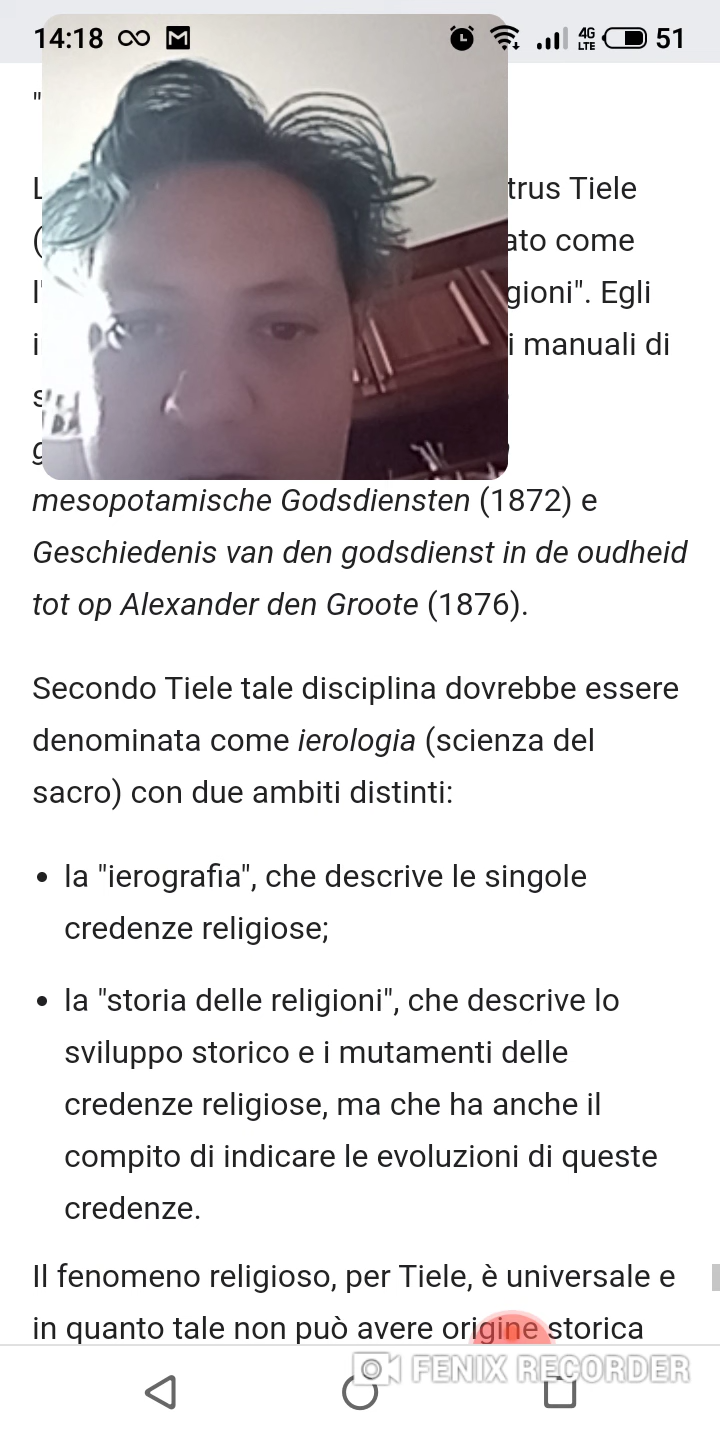 14:18 4G LTE 51
"
trus Tiele
( ato come
gioni". Egli
i manuali di
mesopotamische Godsdiensten (1872) e
Geschiedenis van den godsdienst in de oudheid
tot op Alexander den Groote (1876).
Secondo Tiele tale disciplina dovrebbe essere
denominata come ierologia (scienza del
sacro) con due ambiti distinti:
• la "ierografia", che descrive le singole
credenze religiose;
• la "storia delle religioni", che descrive lo
sviluppo storico e i mutamenti delle
credenze religiose, ma che ha anche il
compito di indicare le evoluzioni di queste
credenze.
Il fenomeno religioso, per Tiele, è universale e
in quanto tale non può avere origine storica
FENIX RECORDER